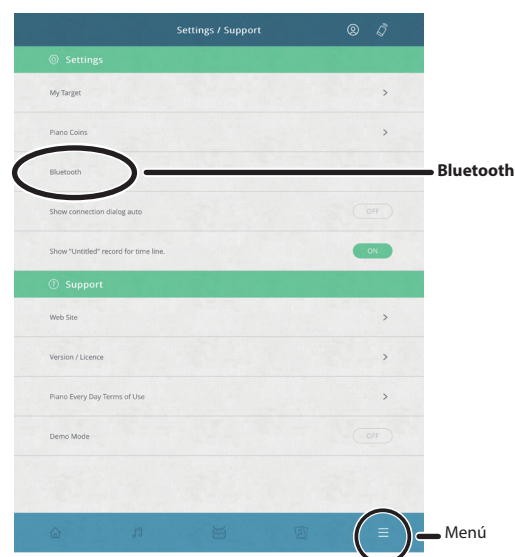 Settings / Support
Settings
My Target
Piano Coins
Bluetooth
Bluetooth
Show connection dialog auto
OFF
Show "Untitled" record for time line.
ON
Support
Web Site
Version / Licence
Piano Every Day Terms of Use
Demo Mode
OFF
Menú